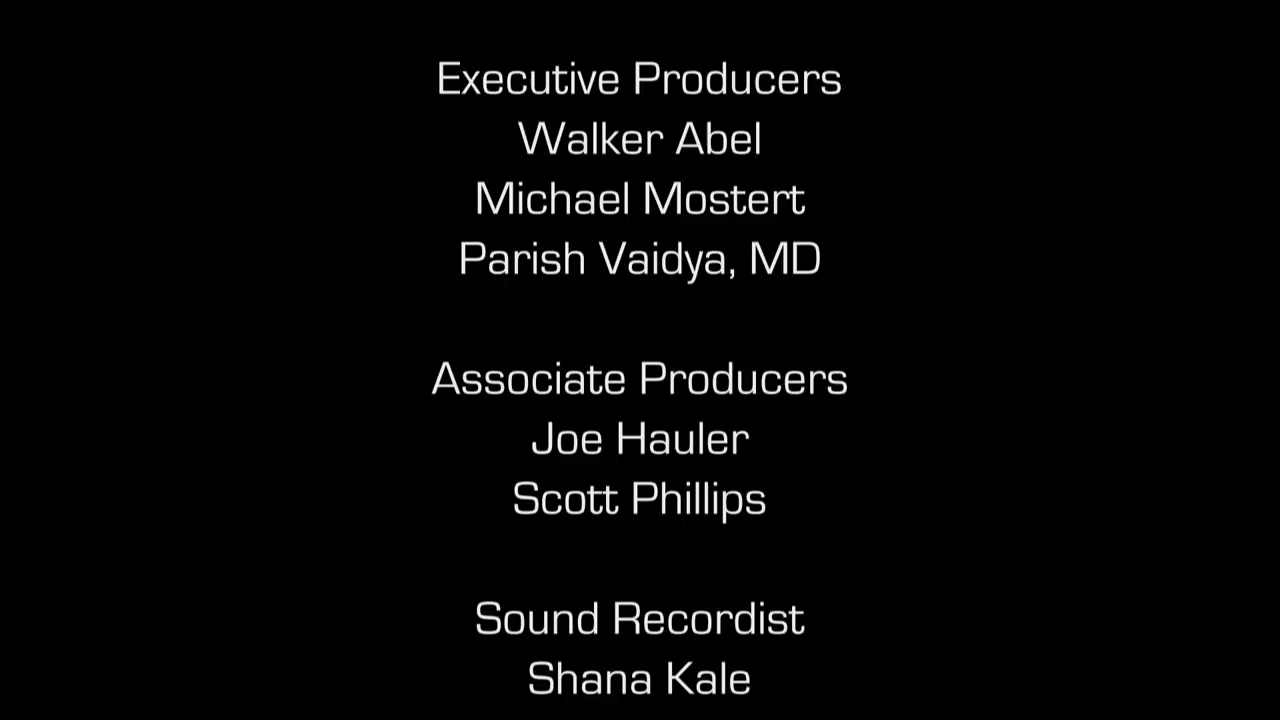 Executive Producers
Walker Abel
Michael Mostert
Parish Vaidya, MD
Associate Producers
Joe Hauler
Scott Phillips
Sound Recordist
Shana Kale